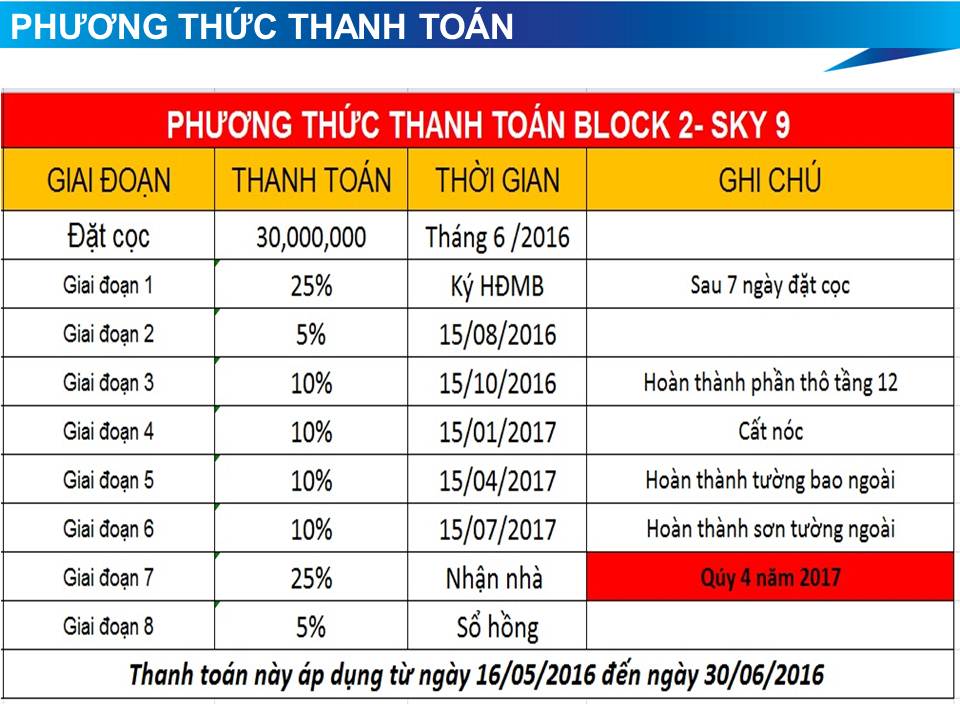 PHƯƠNG THỨC THANH TOÁN
PHƯƠNG THỨC THANH TOÁN BLOCK 2- SKY 9
GIAI ĐOẠN THANH TOÁN THỜI GIAN GHI CHÚ
Đặt cọc 30,000,000 Tháng 6 /2016
Giai đoạn 1 25% Ký HĐMB Sau 7 ngày đặt cọc
Giai đoạn 2 5% 15/08/2016
Giai đoạn 3 10% 15/10/2016 Hoàn thành phần thô tầng 12
Giai đoạn 4 10% 15/01/2017 Cất nóc
Giai đoạn 5 10% 15/04/2017 Hoàn thành tường bao ngoài
Giai đoạn 6 10% 15/07/2017 Hoàn thành sơn tường ngoài
Giai đoạn 7 25% Nhận nhà Qúy 4 năm 2017
Giai đoạn 8 5% Sổ hồng
Thanh toán này áp dụng từ ngày 16/05/2016 đến ngày 30/06/2016